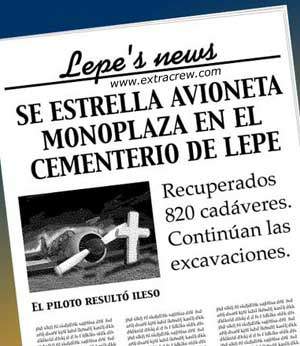 Lepe's news
www.extracrew.com
SE ESTRELLA AVIONETA
MONOPLAZA EN EL
CEMENTERIO DE LEPE
Recuperados
820 cadáveres.
Continúan las
excavaciones.
EL PILOTO RESULTÓ ILESO